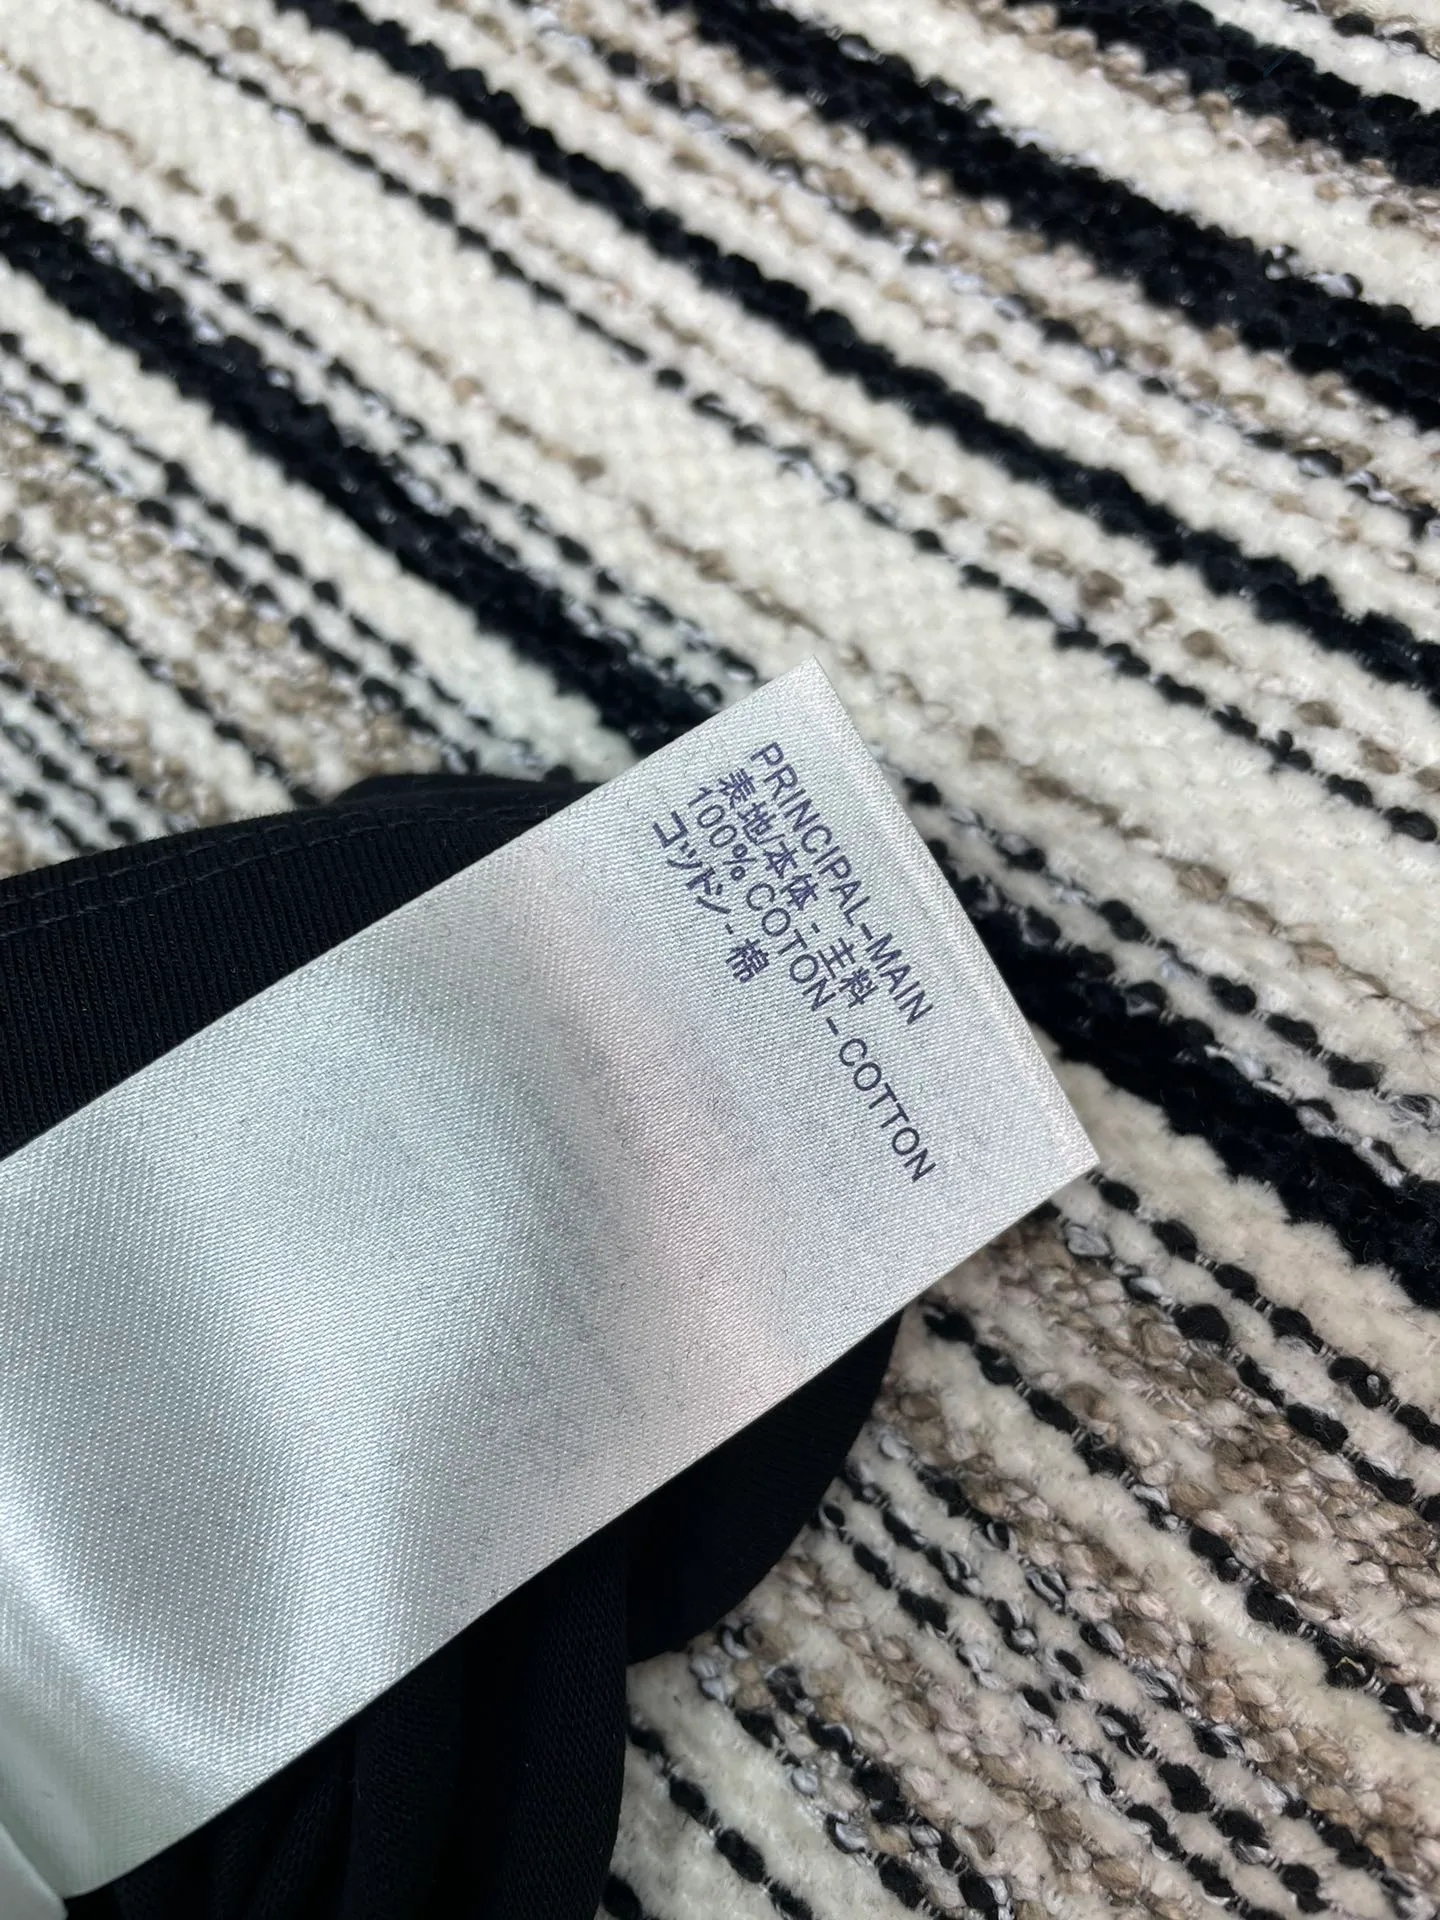 PRINCIPAL-MAIN
表地/本体 - 主料
100% COTON - COTTON
コットン - 棉